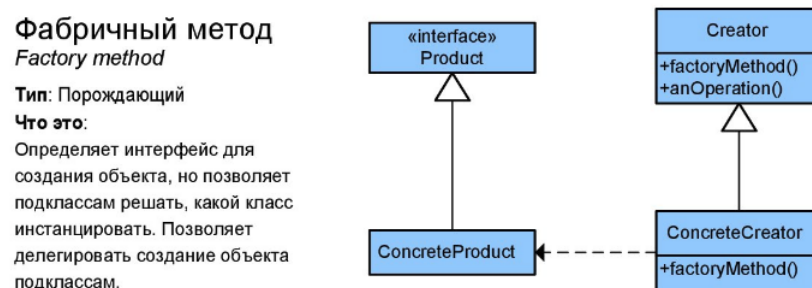 Фабричный метод
Factory method
Тип: Порождающий
Что это:
Определяет интерфейс для
создания объекта, но позволяет
подклассам решать, какой класс
инстанцировать. Позволяет
делегировать создание объекта
подклассам.
«interface»
Product
Creator
+factoryMethod()
+anOperation()
ConcreteProduct
ConcreteCreator
+factoryMethod()